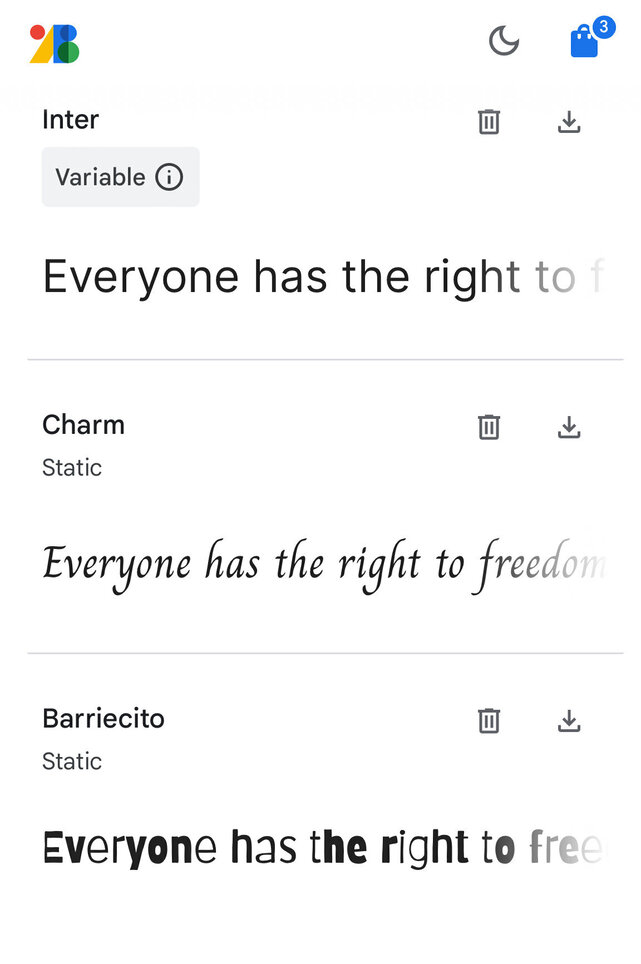 3
Inter
Variable
Everyone has the right to f
Charm
Static
Everyone has the right to freedom
Barriecito
Static
Everyone has the right to free